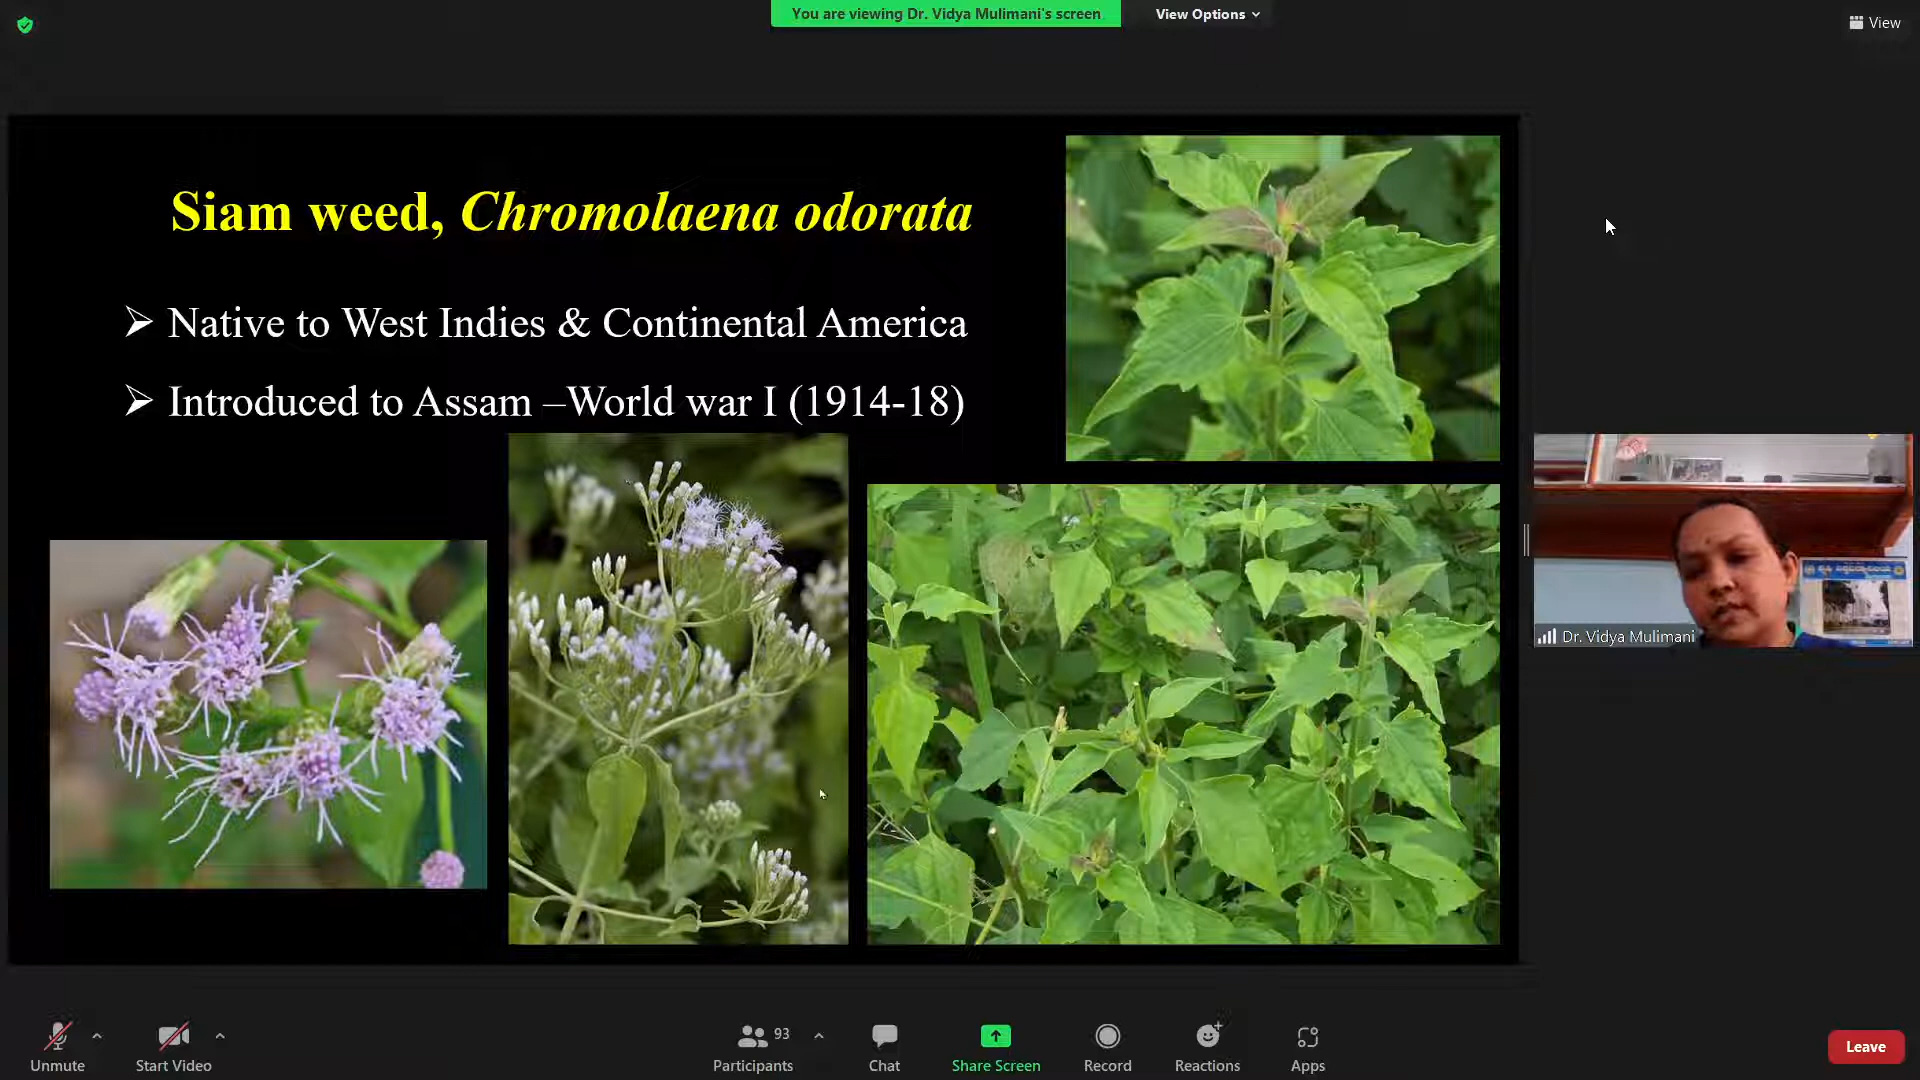 You are viewing Dr. Vidya Mulimani's screen
View Options
View
Siam weed, Chromolaena odorata
➢ Native to West Indies & Continental America
➢ Introduced to Assam –World war I (1914-18)
Dr. Vidya Mulimani
Unmute
Start Video
93
Participants
Chat
Share Screen
Record
Reactions
Apps
Leave